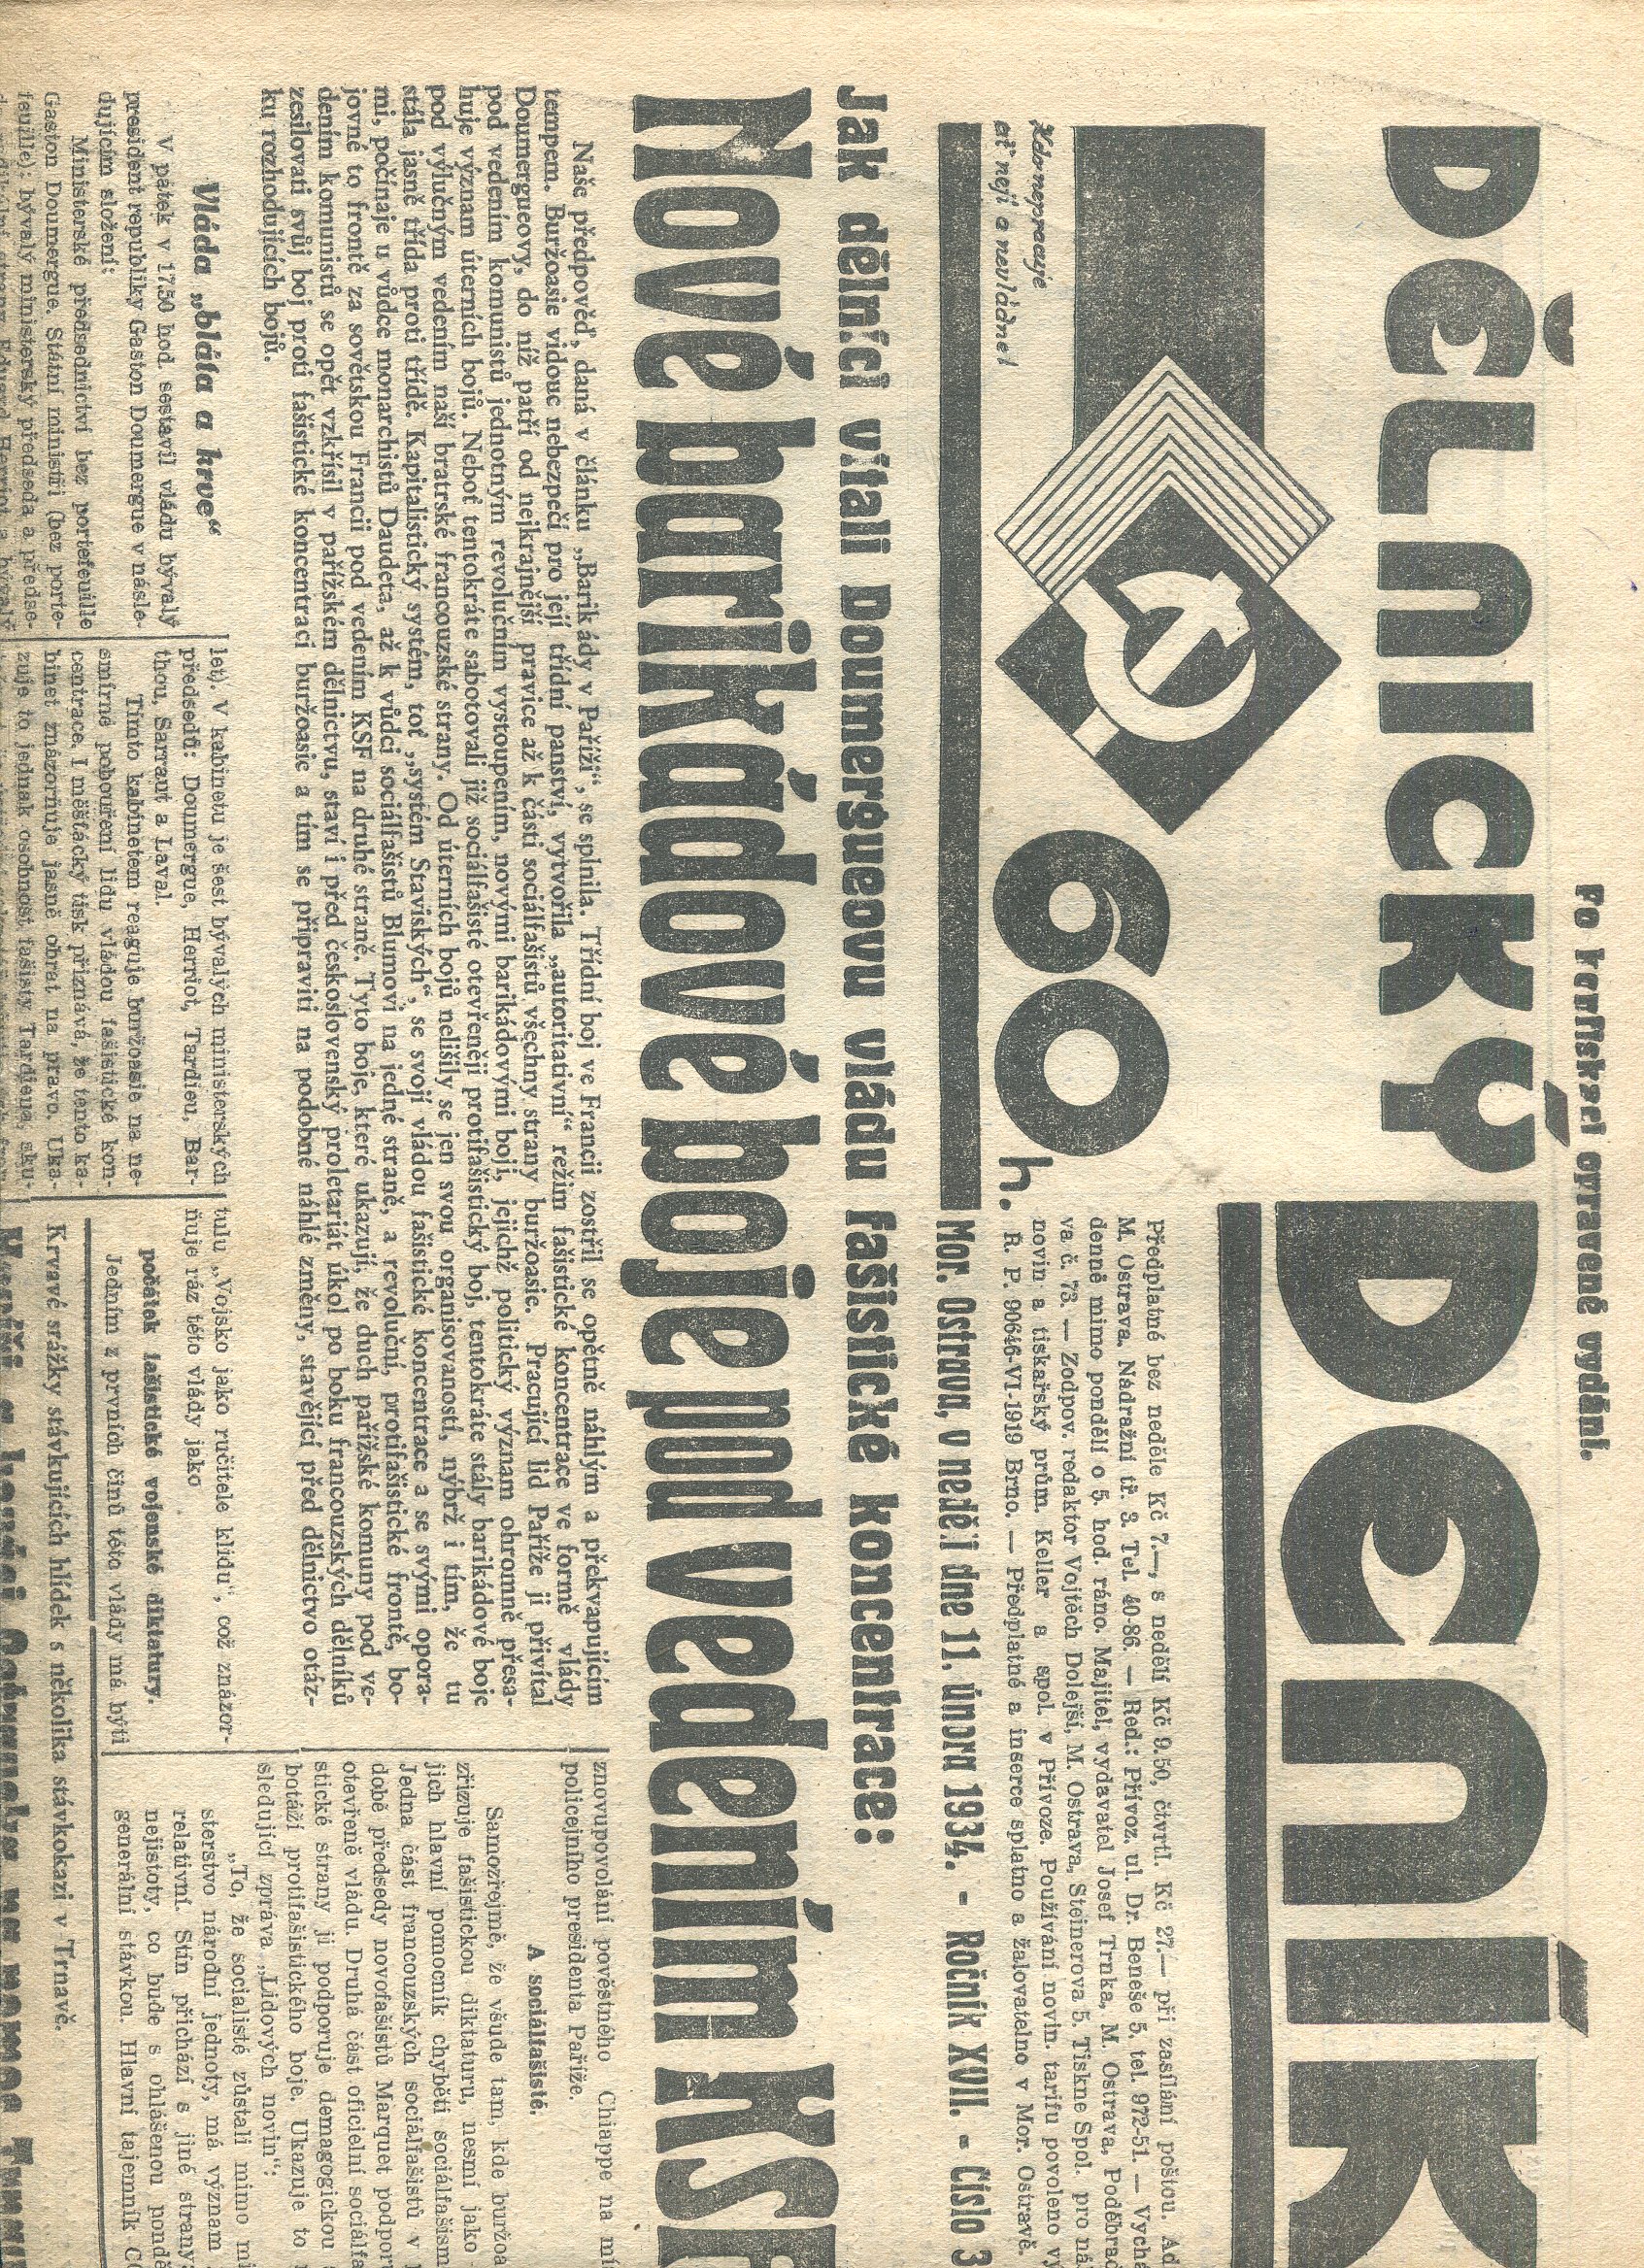 Po konfiskaci opravené vydání.
DĚLNICKÝ DENÍK
Kdo nepracuje
ať nejí a nevládne!
60 h.
Předplatné bez neděle Kč 7.—, s nedělí Kč 9.50, čtvrtl. Kč 27.— při zasílání poštou. Ad
M. Ostrava, Nádražní tř. 3. Tel. 40-86. — Red.: Přívoz, ul. Dr. Beneše 5, tel. 972-51. — Vychá
denně mimo pondělí o 5. hod. ráno. Majitel, vydavatel Josef Trnka, M. Ostrava, Poděbrad
va č. 73. — Zodpov. redaktor Vojtěch Dolejší, M. Ostrava, Steinerova 5. Tiskne Spol. pro ná
novin a tiskařský prům. Keller a spol. v Přívoze. Používání novin. tarifu povoleno vý
Ř. P. 90646-VI-1919 Brno. — Předplatné a inserce splatno a žalovatelno v Mor. Ostravě.
Mor. Ostrava, v neděli dne 11. února 1934. - Ročník XVII. - Číslo 3
Jak dělníci vítali Doumergueovu vládu fašistické koncentrace:
Nové barikádové boje pod vedením KSF
Naše předpověď, daná v článku „Barikády v Paříži“, se splnila. Třídní boj ve Francii zostřil se opětně náhlým a překvapujícím
tempem. Buržoasie vidouc nebezpečí pro její třídní panství, vytvořila „autoritativní“ režim fašistické koncentrace ve formě vlády
Doumergueovy, do níž patří od nejkrajnější pravice až k části sociálfašistů všechny strany buržoasie. Pracující lid Paříže ji přivítal
pod vedením komunistů jednotným revolučním vystoupením, novými barikádovými boji, jejichž politický význam ohromně přesa-
huje význam úterních bojů. Neboť tentokráte sabotovali již sociálfašisté otevřeněji protifašistický boj, tentokráte stály barikádové boje
pod výlučným vedením naší bratrské francouzské strany. Od úterních bojů nelišily se jen svou organisovaností, nýbrž i tím, že tu
stála jasně třída proti třídě. Kapitalistický systém, toť „systém Staviských“, se svojí vládou fašistické koncentrace a se svými opora-
mi, počínaje u vůdce monarchistů Daudeta, až k vůdci sociálfašistů Blumovi na jedné straně, a revoluční, protifašistické frontě, bo-
jovné to frontě za sovětskou Francii pod vedením KSF na druhé straně. Tyto boje, které ukazují, že duch pařížské komuny pod ve-
dením komunistů se opět vzkřísil v pařížském dělnictvu, staví i před československý proletariát úkol po boku francouzských dělníků
zesilovati svůj boj proti fašistické koncentraci buržoasie a tím se připraviti na podobné náhlé změny, stavějící před dělnictvo otáz-
ku rozhodujících bojů.
Vláda „bláta a krve“
V pátek v 17.50 hod. sestavil vládu bývalý
president republiky Gaston Doumergue v násle-
dujícím složení:
Ministerské předsednictví bez portefeuille
Gaston Doumergue. Státní ministři (bez porte-
feuille): bývalý ministerský předseda a předse-
let). V kabinetu je šest bývalých ministerských
předsedů: Doumergue, Herriot, Tardieu, Bar-
thou, Sarraut a Laval.
Tímto kabinetem reaguje buržoasie na ne-
smírné pobouření lidu vládou fašistické kon-
centrace. I měšťácký tisk přiznává, že tento ka-
binet znázorňuje jasně obrat na pravo. Uka-
zuje to jednak osobnost fašisty Tardieua, sku-
tulu „Vojsko jako ručitele klidu“, což znázor-
ňuje ráz této vlády jako
počátek fašistické vojenské diktatury.
Jedním z prvních činů této vlády má býti
znovupovolání pověstného Chiappe na mí
policejního presidenta Paříže.
A sociálfašisté.
Samozřejmě, že všude tam, kde buržoa
zřizuje fašistickou diktaturu, nesmí jako
jich hlavní pomocník chyběti sociálfašism
Jedna část francouzských sociálfašistů v
době předsedy novofašistů Marquet podpor
otevřeně vládu. Druhá část oficielní sociálfa
stické strany ji podporuje demagogickou
botáží protifašistického boje. Ukazuje to
sledující zpráva „Lidových novin“:
„To, že socialisté zůstali mimo mi
sterstvo národní jednoty, má význam
relativní. Stín přichází s jiné strany:
nejistoty, co bude s ohlášenou pondě
generální stávkou. Hlavní tajemník CG
Krvavé srážky stávkujících hlídek s několika stávkokazi v Trnavě.